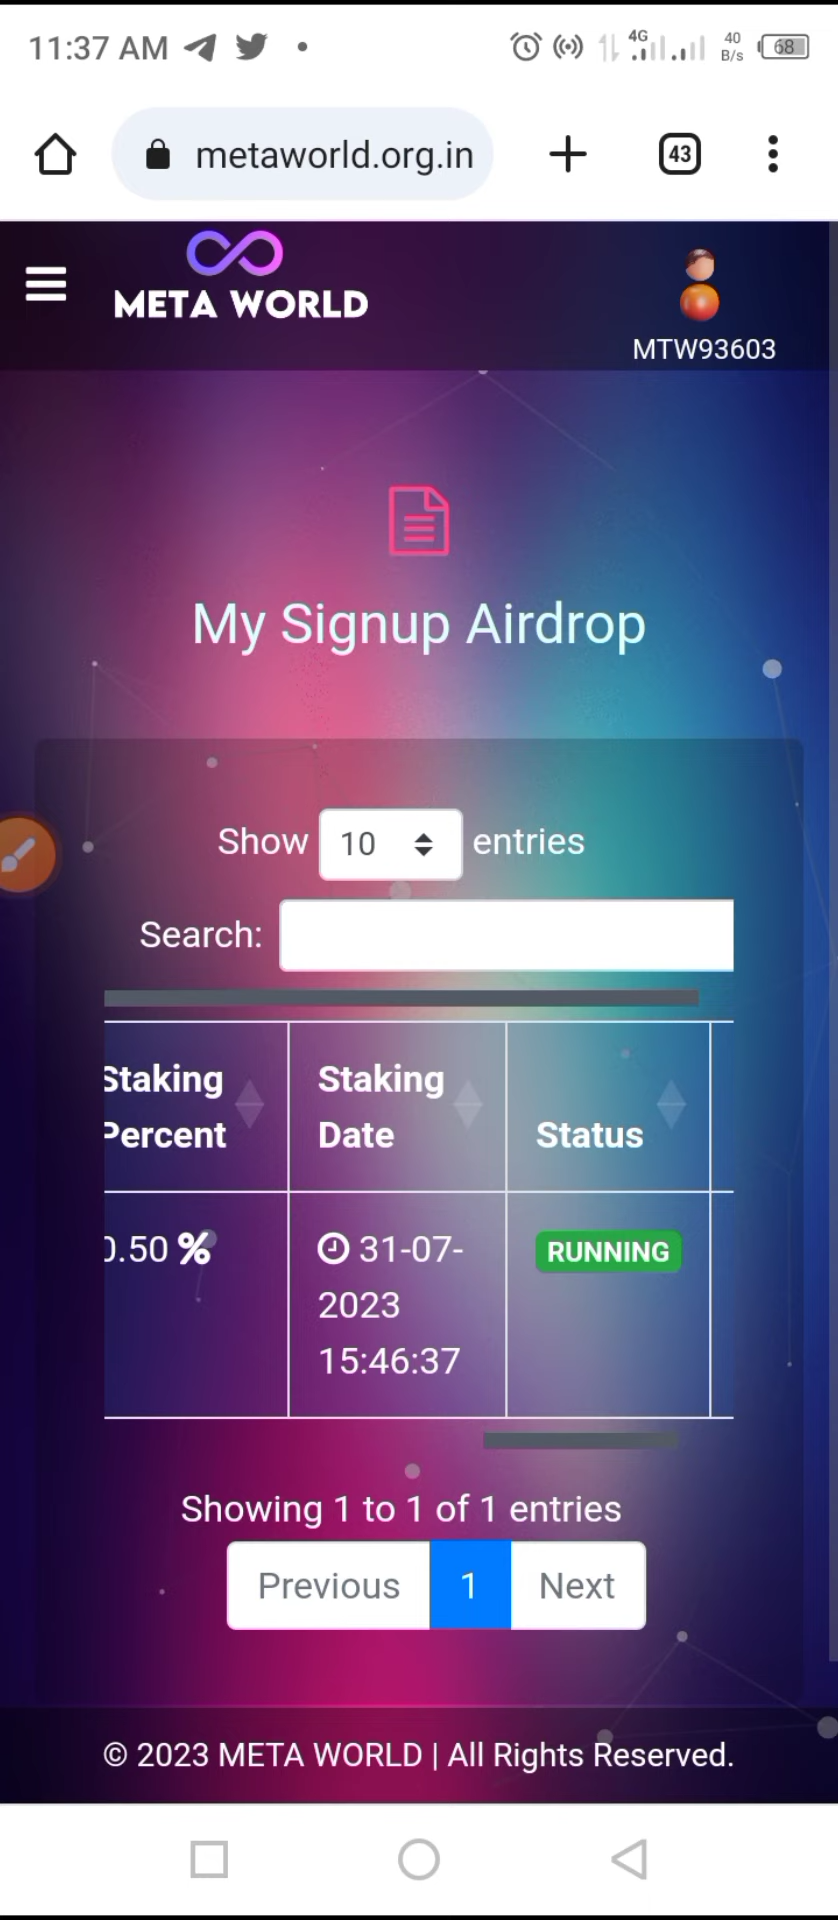 11:37 AM
4G
40
B/s
68
metaworld.org.in
43
META WORLD
MTW93603
My Signup Airdrop
Show 10 entries
Search:
Staking Percent
Staking Date
Status
0.50 %
31-07-
2023
15:46:37
RUNNING
Showing 1 to 1 of 1 entries
Previous 1 Next
© 2023 META WORLD | All Rights Reserved.